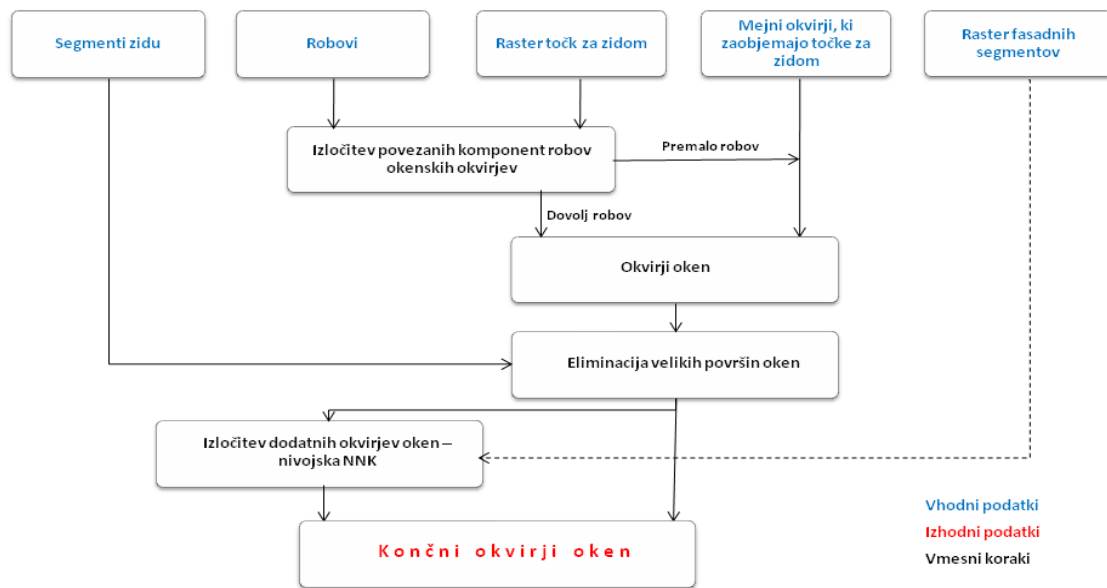 Segmenti zidu
Robovi
Raster točk za zidom
Mejni okvirji, ki
zaobjemajo točke za
zidom
Raster fasadnih
segmentov
Izločitev povezanih komponent robov
okenskih okvirjev
Premalo robov
Dovolj robov
Okvirji oken
Eliminacija velikih površin oken
Izločitev dodatnih okvirjev oken –
nivojska NNK
Končni okvirji oken
Vhodni podatki
Izhodni podatki
Vmesni koraki